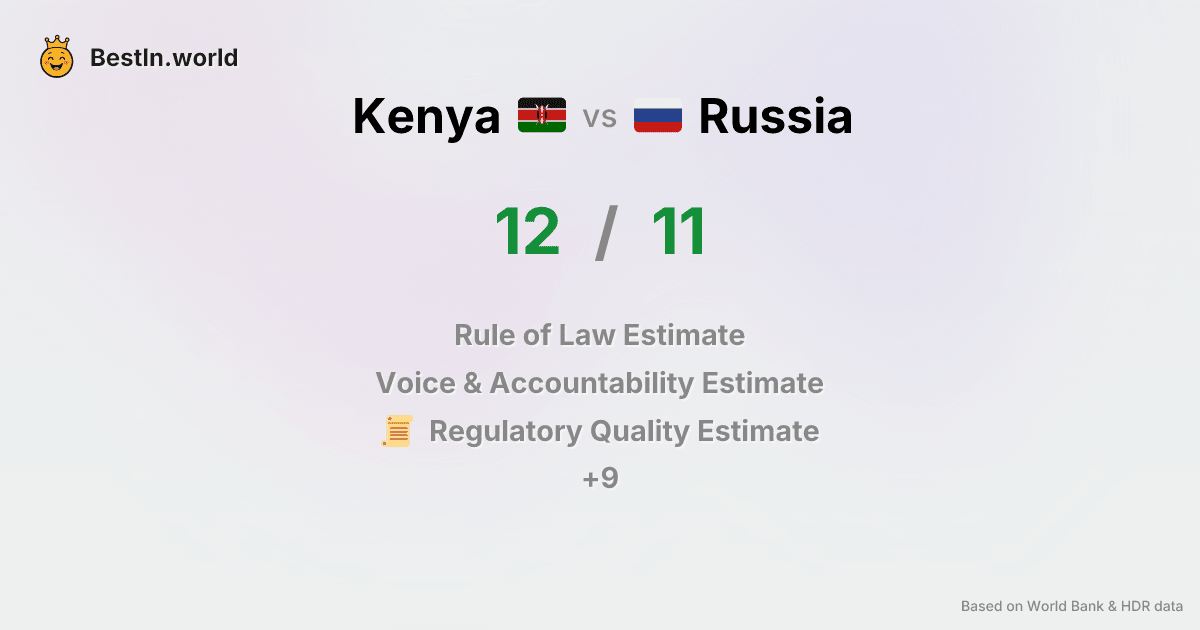 BestIn.world
Kenya vs Russia
12 / 11
Rule of Law Estimate
Voice & Accountability Estimate
Regulatory Quality Estimate
+9
Based on World Bank & HDR data